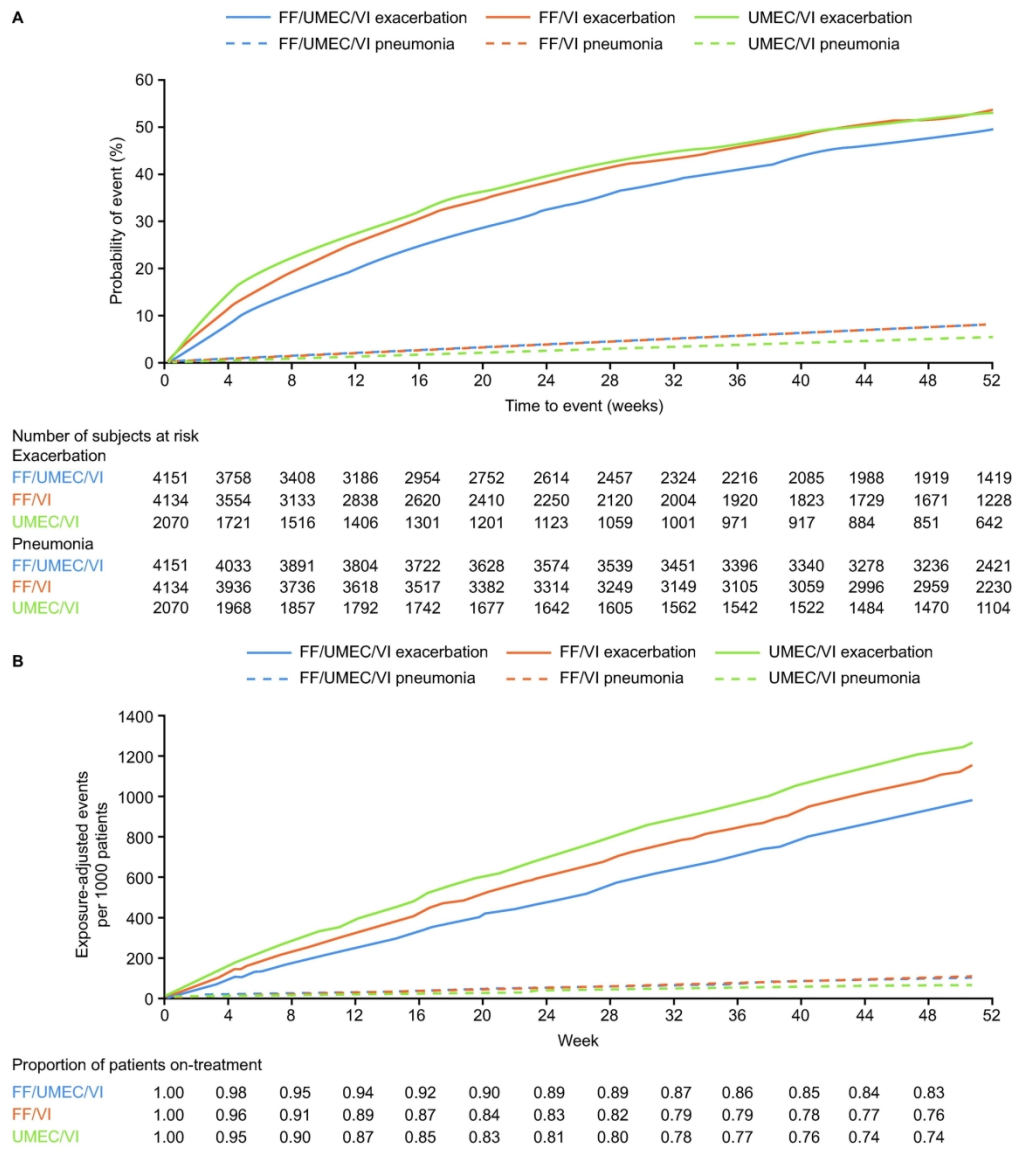 A
FF/UMEC/VI exacerbation FF/VI exacerbation UMEC/VI exacerbation
FF/UMEC/VI pneumonia FF/VI pneumonia UMEC/VI pneumonia
60
50
40
30
20
10
0
Probability of event (%)
0 4 8 12 16 20 24 28 32 36 40 44 48 52
Time to event (weeks)
Number of subjects at risk
Exacerbation
FF/UMEC/VI 4151 3758 3408 3186 2954 2752 2614 2457 2324 2216 2085 1988 1919 1419
FF/VI 4134 3554 3133 2838 2620 2410 2250 2120 2004 1920 1823 1729 1671 1228
UMEC/VI 2070 1721 1516 1406 1301 1201 1123 1059 1001 971 917 884 851 642
Pneumonia
FF/UMEC/VI 4151 4033 3891 3804 3722 3628 3574 3539 3451 3396 3340 3278 3236 2421
FF/VI 4134 3936 3736 3618 3517 3382 3314 3249 3149 3105 3059 2996 2959 2230
UMEC/VI 2070 1968 1857 1792 1742 1677 1642 1605 1562 1542 1522 1484 1470 1104
B
FF/UMEC/VI exacerbation FF/VI exacerbation UMEC/VI exacerbation
FF/UMEC/VI pneumonia FF/VI pneumonia UMEC/VI pneumonia
1400
1200
1000
800
600
400
200
0
Exposure-adjusted events
per 1000 patients
0 4 8 12 16 20 24 28 32 36 40 44 48 52
Week
Proportion of patients on-treatment
FF/UMEC/VI 1.00 0.98 0.95 0.94 0.92 0.90 0.89 0.89 0.87 0.86 0.85 0.84 0.83
FF/VI 1.00 0.96 0.91 0.89 0.87 0.84 0.83 0.82 0.79 0.79 0.78 0.77 0.76
UMEC/VI 1.00 0.95 0.90 0.87 0.85 0.83 0.81 0.80 0.78 0.77 0.76 0.74 0.74